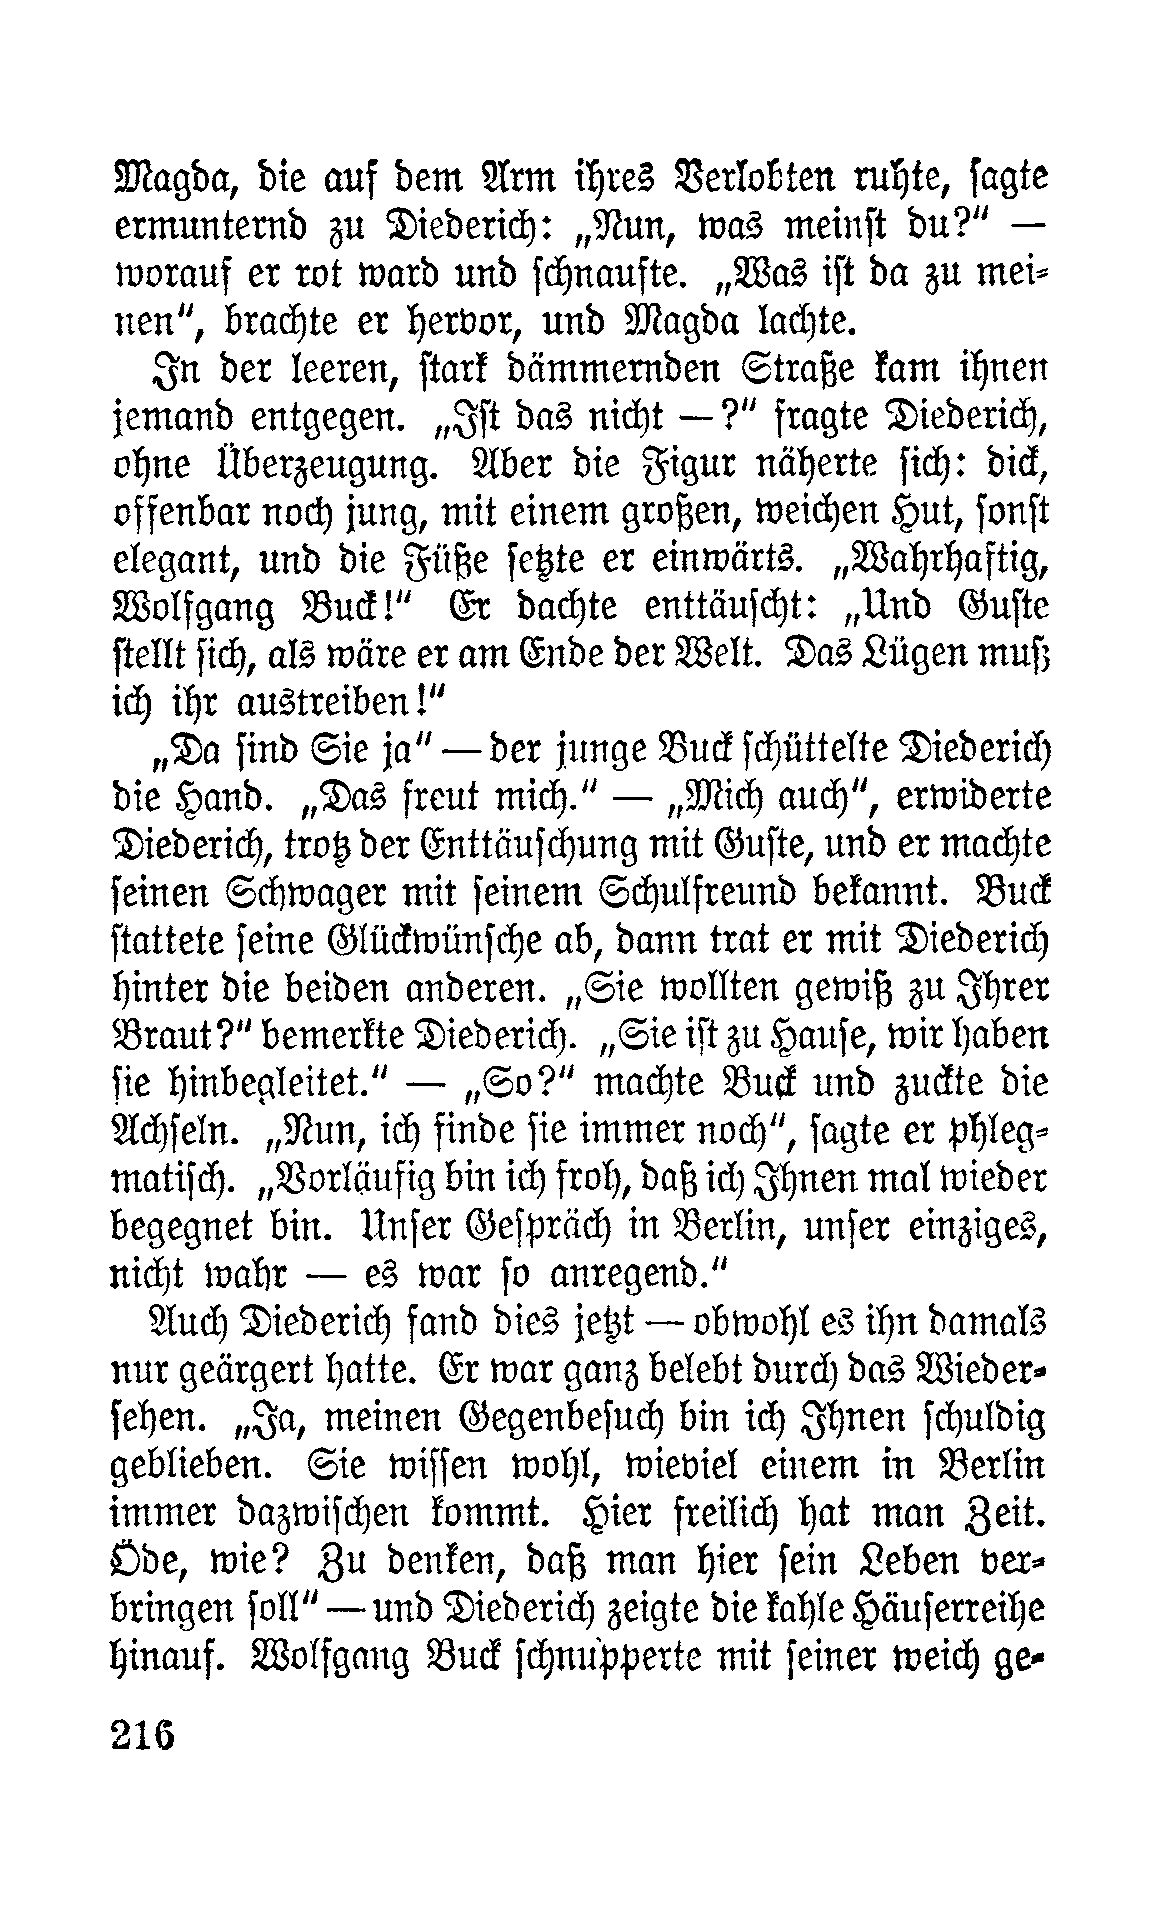 Magda, die auf dem Arm ihres Verlobten ruhte, ſagte
ermunternd zu Diederich: „Nun, was meinſt du?“ —
worauf er rot ward und ſchnaufte. „Was iſt da zu mei-
nen“, brachte er hervor, und Magda lachte.
In der leeren, ſtark dämmernden Straße kam ihnen
jemand entgegen. „Iſt das nicht —?“ fragte Diederich,
ohne Überzeugung. Aber die Figur näherte ſich: dick,
offenbar noch jung, mit einem großen, weichen Hut, ſonſt
elegant, und die Füße ſetzte er einwärts. „Wahrhaftig,
Wolfgang Buck!“ Er dachte enttäuſcht: „Und Guſte
ſtellt ſich, als wäre er am Ende der Welt. Das Lügen muß
ich ihr austreiben!“
„Da ſind Sie ja“ — der junge Buck ſchüttelte Diederich
die Hand. „Das freut mich.“ — „Mich auch“, erwiderte
Diederich, trotz der Enttäuſchung mit Guſte, und er machte
ſeinen Schwager mit ſeinem Schulfreund bekannt. Buck
ſtattete ſeine Glückwünſche ab, dann trat er mit Diederich
hinter die beiden anderen. „Sie wollten gewiß zu Ihrer
Braut?“ bemerkte Diederich. „Sie iſt zu Hauſe, wir haben
ſie hinbegleitet.“ — „So?“ machte Buck und zuckte die
Achſeln. „Nun, ich finde ſie immer noch“, ſagte er phleg-
matiſch. „Vorläufig bin ich froh, daß ich Ihnen mal wieder
begegnet bin. Unſer Geſpräch in Berlin, unſer einziges,
nicht wahr — es war ſo anregend.“
Auch Diederich fand dies jetzt — obwohl es ihn damals
nur geärgert hatte. Er war ganz belebt durch das Wieder-
ſehen. „Ja, meinen Gegenbeſuch bin ich Ihnen ſchuldig
geblieben. Sie wiſſen wohl, wieviel einem in Berlin
immer dazwiſchen kommt. Hier freilich hat man Zeit.
Öde, wie? Zu denken, daß man hier ſein Leben ver-
bringen ſoll“ — und Diederich zeigte die kahle Häuſerreihe
hinauf. Wolfgang Buck ſchnupperte mit ſeiner weich ge-
216